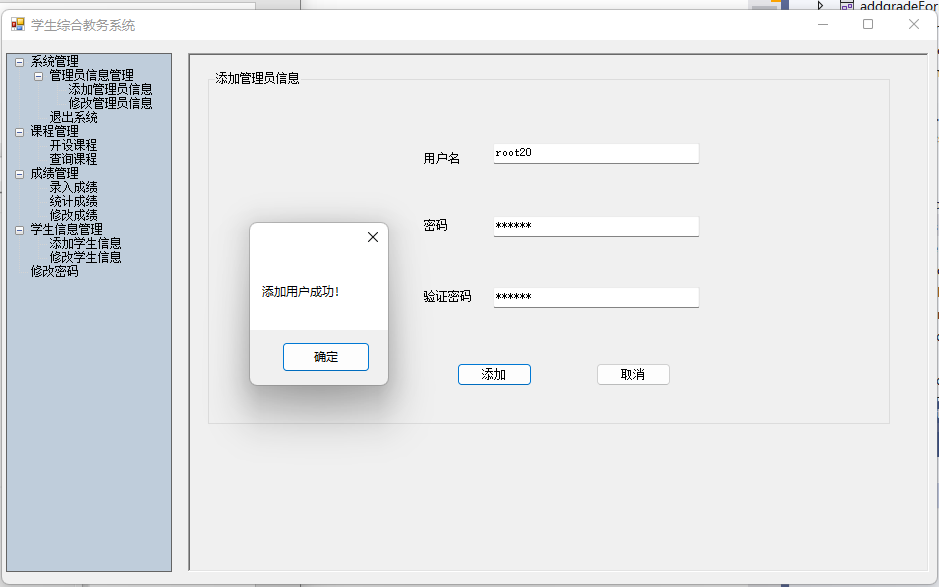 addgradeFor
学生综合教务系统
系统管理
管理员信息管理
添加管理员信息
修改管理员信息
退出系统
课程管理
开设课程
查询课程
成绩管理
录入成绩
统计成绩
修改成绩
学生信息管理
添加学生信息
修改学生信息
修改密码
添加管理员信息
用户名
root20
密码
******
验证密码
******
添加
取消
添加用户成功!
确定